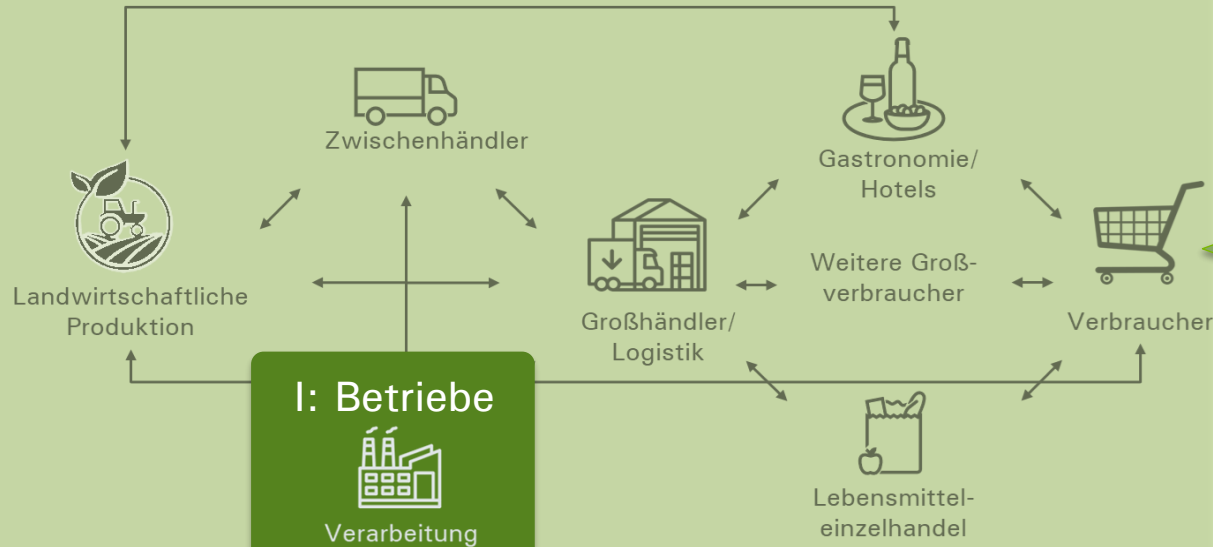 Zwischenhändler
Gastronomie/
Hotels
Landwirtschaftliche
Produktion
Großhändler/
Logistik
Weitere Groß-
verbraucher
Verbraucher
I: Betriebe
Verarbeitung
Lebensmittel-
einzelhandel